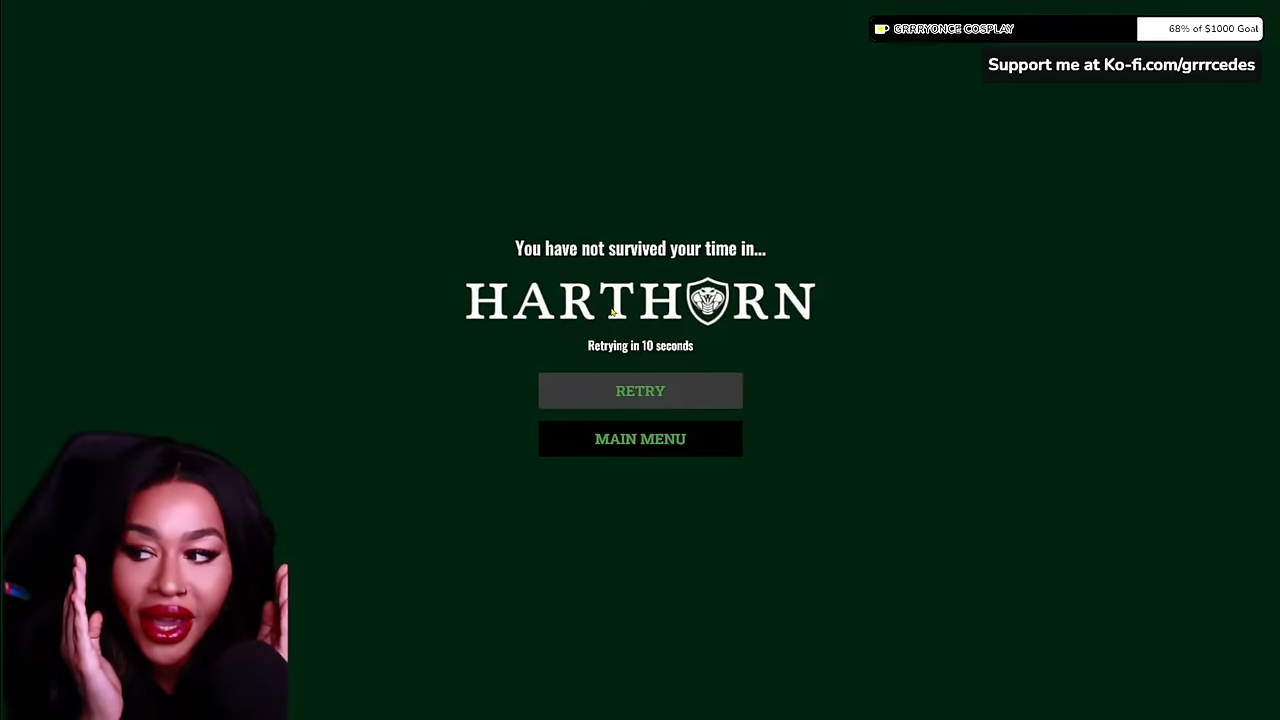 GRRRYONCE COSPLAY 68% of $1000 Goal
Support me at Ko-fi.com/grrrcedes
You have not survived your time in...
HARTHORN
Retrying in 10 seconds
RETRY
MAIN MENU